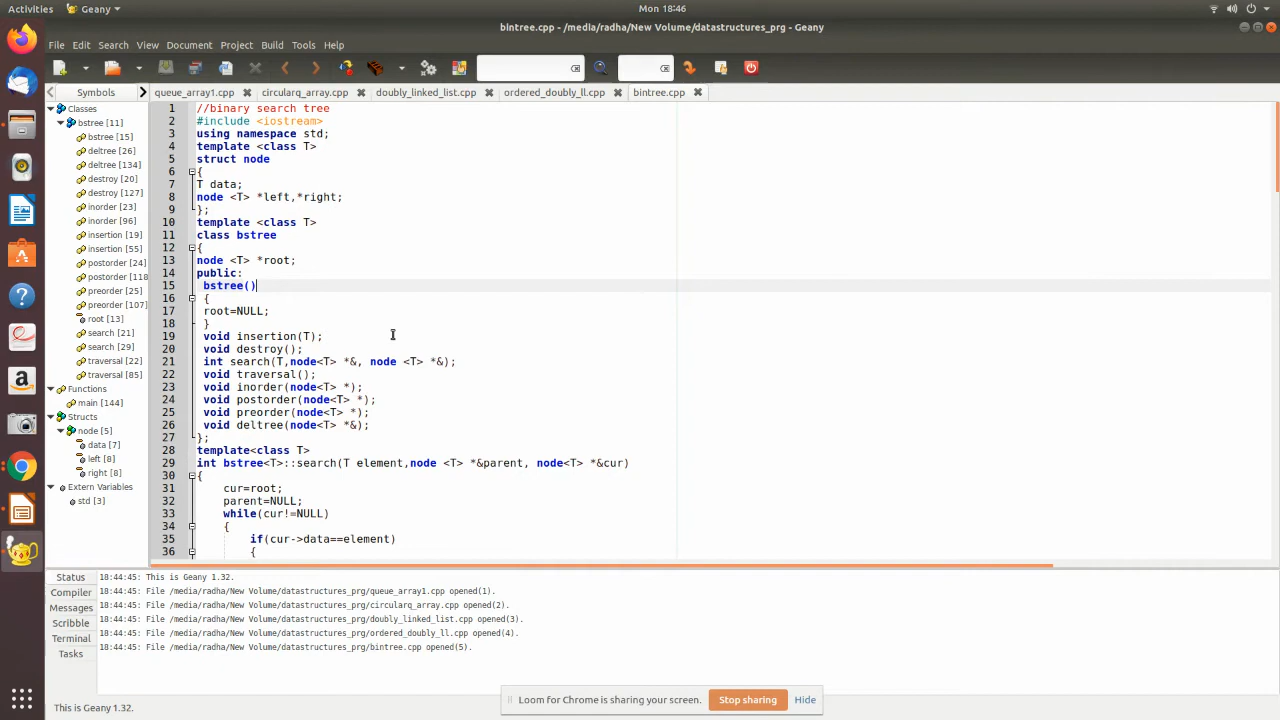 Activities
Geany
Mon 18:46
bintree.cpp - /media/radha/New Volume/datastructures_prg - Geany
File Edit Search View Document Project Build Tools Help
Symbols
queue_array1.cpp
circularq_array.cpp
doubly_linked_list.cpp
ordered_doubly_ll.cpp
bintree.cpp
Classes
bstree [11]
bstree [15]
deltree [26]
deltree [134]
destroy [20]
destroy [127]
inorder [23]
inorder [96]
insertion [19]
insertion [55]
postorder [24]
postorder [118
preorder [25]
preorder [107]
root [13]
search [21]
search [29]
traversal [22]
traversal [85]
Functions
main [144]
Structs
node [5]
data [7]
left [8]
right [8]
Extern Variables
std [3]
1 //binary search tree
2 #include <iostream>
3 using namespace std;
4 template <class T>
5 struct node
6 {
7 T data;
8 node <T> *left,*right;
9 };
10 template <class T>
11 class bstree
12 {
13 node <T> *root;
14 public:
15 bstree()
16 {
17 root=NULL;
18 }
19 void insertion(T);
20 void destroy();
21 int search(T,node<T> *&, node <T> *&);
22 void traversal();
23 void inorder(node<T> *);
24 void postorder(node<T> *);
25 void preorder(node<T> *);
26 void deltree(node<T> *&);
27 };
28 template<class T>
29 int bstree<T>::search(T element,node <T> *&parent, node<T> *&cur)
30 {
31 cur=root;
32 parent=NULL;
33 while(cur!=NULL)
34 {
35 if(cur->data==element)
36 {
Status
Compiler
Messages
Scribble
Terminal
Tasks
18:44:45: This is Geany 1.32.
18:44:45: File /media/radha/New Volume/datastructures_prg/queue_array1.cpp opened(1).
18:44:45: File /media/radha/New Volume/datastructures_prg/circularq_array.cpp opened(2).
18:44:45: File /media/radha/New Volume/datastructures_prg/doubly_linked_list.cpp opened(3).
18:44:45: File /media/radha/New Volume/datastructures_prg/ordered_doubly_ll.cpp opened(4).
18:44:45: File /media/radha/New Volume/datastructures_prg/bintree.cpp opened(5).
Loom for Chrome is sharing your screen.
Stop sharing
Hide
This is Geany 1.32.